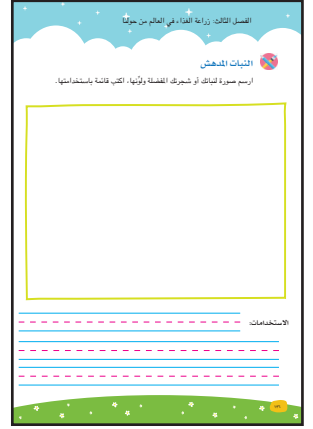 الفصل الثالث: زراعة الغذاء في العالم من حولنا
النبات المدهش
ارسم صورة لنباتك أو شجرتك المفضلة ولوّنها. اكتب قائمة باستخدامتها.
الاستخدامات: